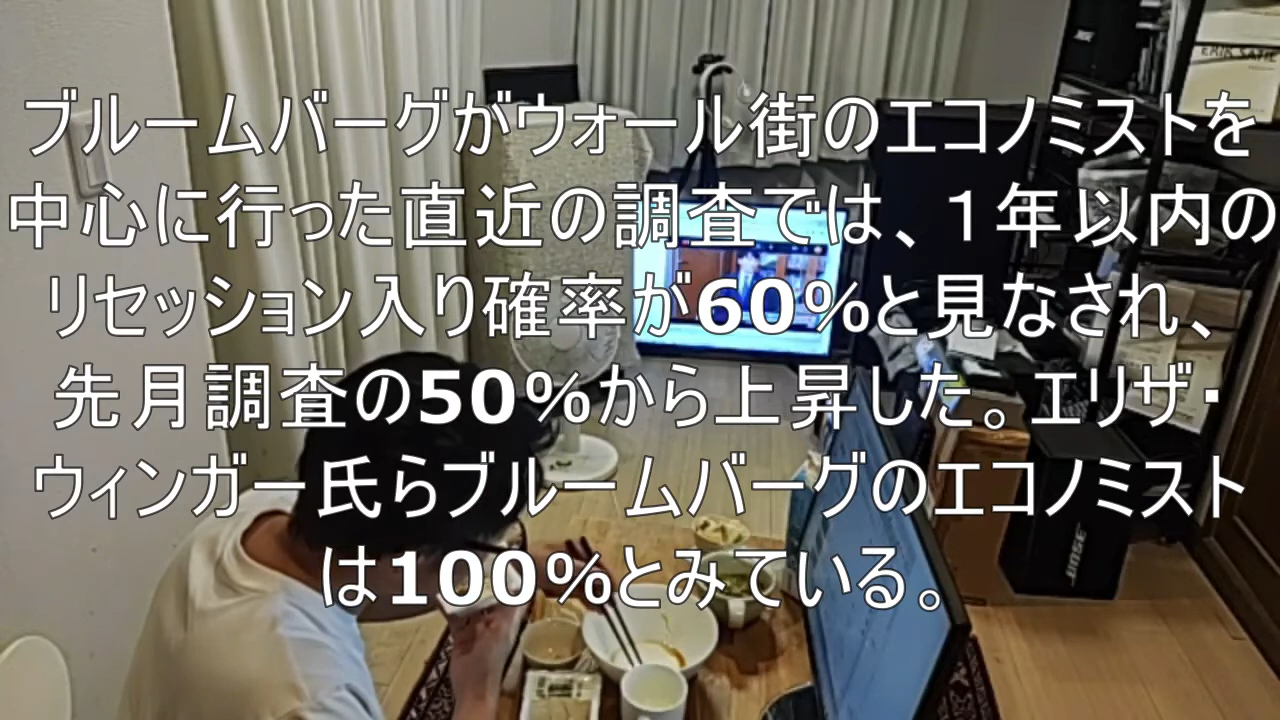 ブルームバーグがウォール街のエコノミストを
中心に行った直近の調査では、１年以内の
リセッション入り確率が60％と見なされ、
先月調査の50％から上昇した。エリザ・
ウィンガー氏らブルームバーグのエコノミスト
は100％とみている。
ERIK SATIE
BOSE